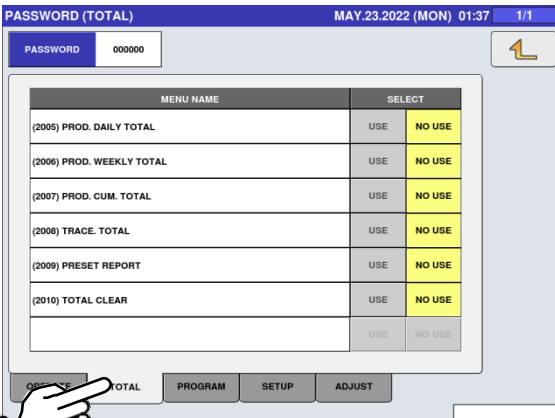 PASSWORD (TOTAL) MAY.23.2022 (MON) 01:37 1/1
PASSWORD 000000
MENU NAME SELECT
(2005) PROD. DAILY TOTAL USE NO USE
(2006) PROD. WEEKLY TOTAL USE NO USE
(2007) PROD. CUM. TOTAL USE NO USE
(2008) TRACE. TOTAL USE NO USE
(2009) PRESET REPORT USE NO USE
(2010) TOTAL CLEAR USE NO USE
USE NO USE
TOTAL PROGRAM SETUP ADJUST